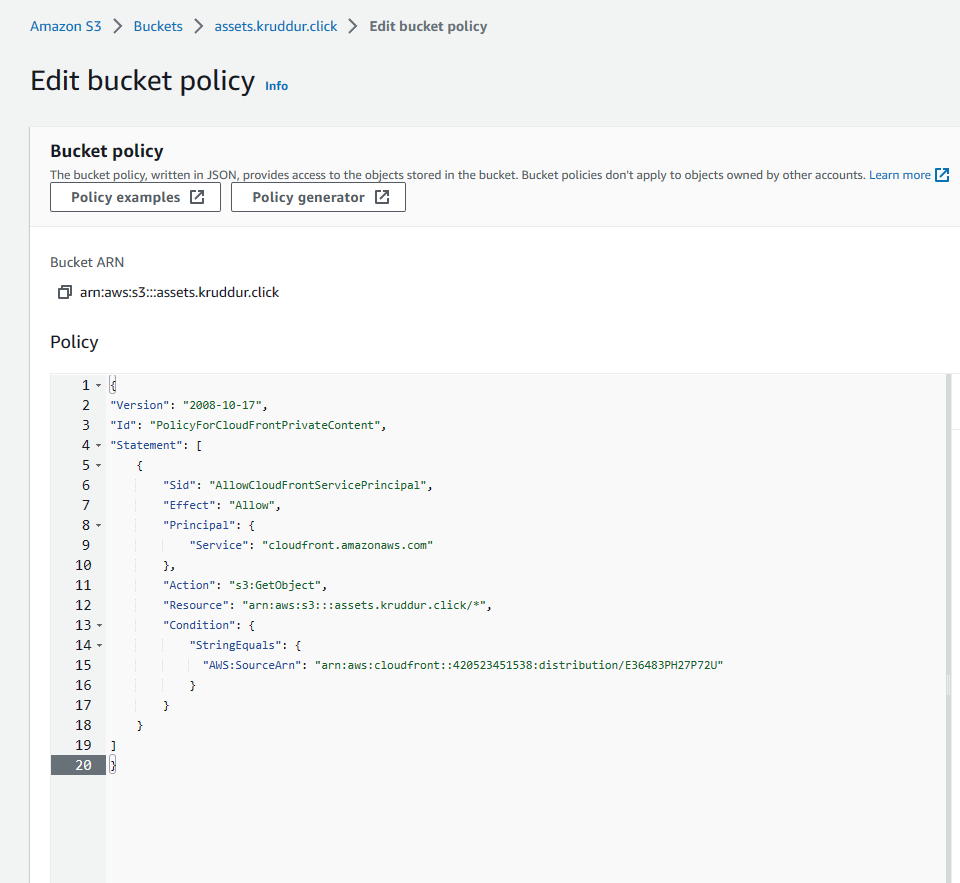 Amazon S3 > Buckets > assets.kruddur.click > Edit bucket policy
Edit bucket policy Info
Bucket policy
The bucket policy, written in JSON, provides access to the objects stored in the bucket. Bucket policies don't apply to objects owned by other accounts. Learn more
Policy examples Policy generator
Bucket ARN
arn:aws:s3:::assets.kruddur.click
Policy
1 {
2 "Version": "2008-10-17",
3 "Id": "PolicyForCloudFrontPrivateContent",
4 "Statement": [
5 {
6 "Sid": "AllowCloudFrontServicePrincipal",
7 "Effect": "Allow",
8 "Principal": {
9 "Service": "cloudfront.amazonaws.com"
10 },
11 "Action": "s3:GetObject",
12 "Resource": "arn:aws:s3:::assets.kruddur.click/*",
13 "Condition": {
14 "StringEquals": {
15 "AWS:SourceArn": "arn:aws:cloudfront::420523451538:distribution/E36483PH27P72U"
16 }
17 }
18 }
19 ]
20 }